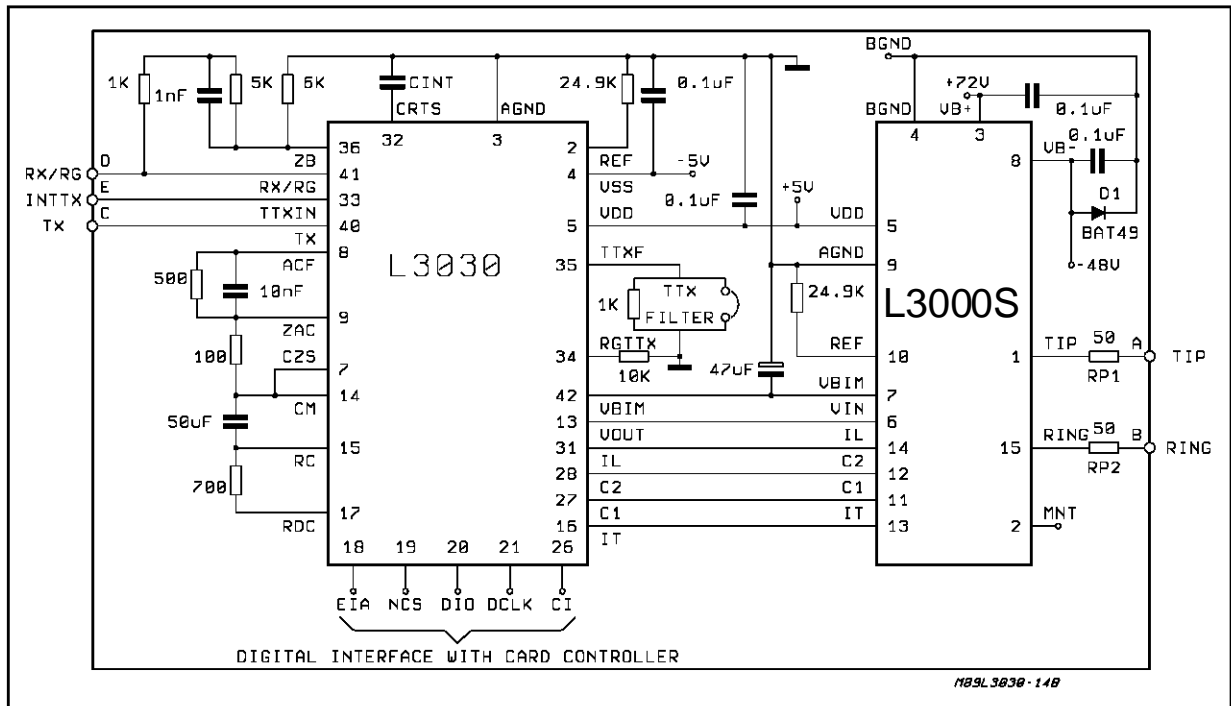 BGND
1K
1nF
5K
6K
CINT
CRTS
AGND
24.9K
0.1uF
+72V
VB+
BGND
0.1uF
0.1uF
32
3
4
3
36
ZB
2
REF
8
VB-
D
RX/RG
41
RX/RG
4
VSS
-5V
E
INTTX
33
TTXIN
0.1uF
+5V
D1
BAT49
C
TX
40
TX
5
VDD
VDD
5
-48V
8
ACF
L3030
35
TTXF
AGND
9
500
10nF
1K
TTX
FILTER
24.9K
L3000S
9
ZAC
100
C2S
7
34
RGTTX
10K
47uF
REF
10
1
TIP
50
RP1
A
TIP
14
CM
42
VBIM
VBIM
7
50uF
13
VOUT
VIN
6
15
RC
31
IL
IL
14
15
RING
50
RP2
B
RING
28
C2
C2
12
700
27
C1
C1
11
17
RDC
16
IT
IT
13
2
MNT
18
19
20
21
26
EIA
NCS
DIO
DCLK
CI
DIGITAL INTERFACE WITH CARD CONTROLLER
M89L3030-14B